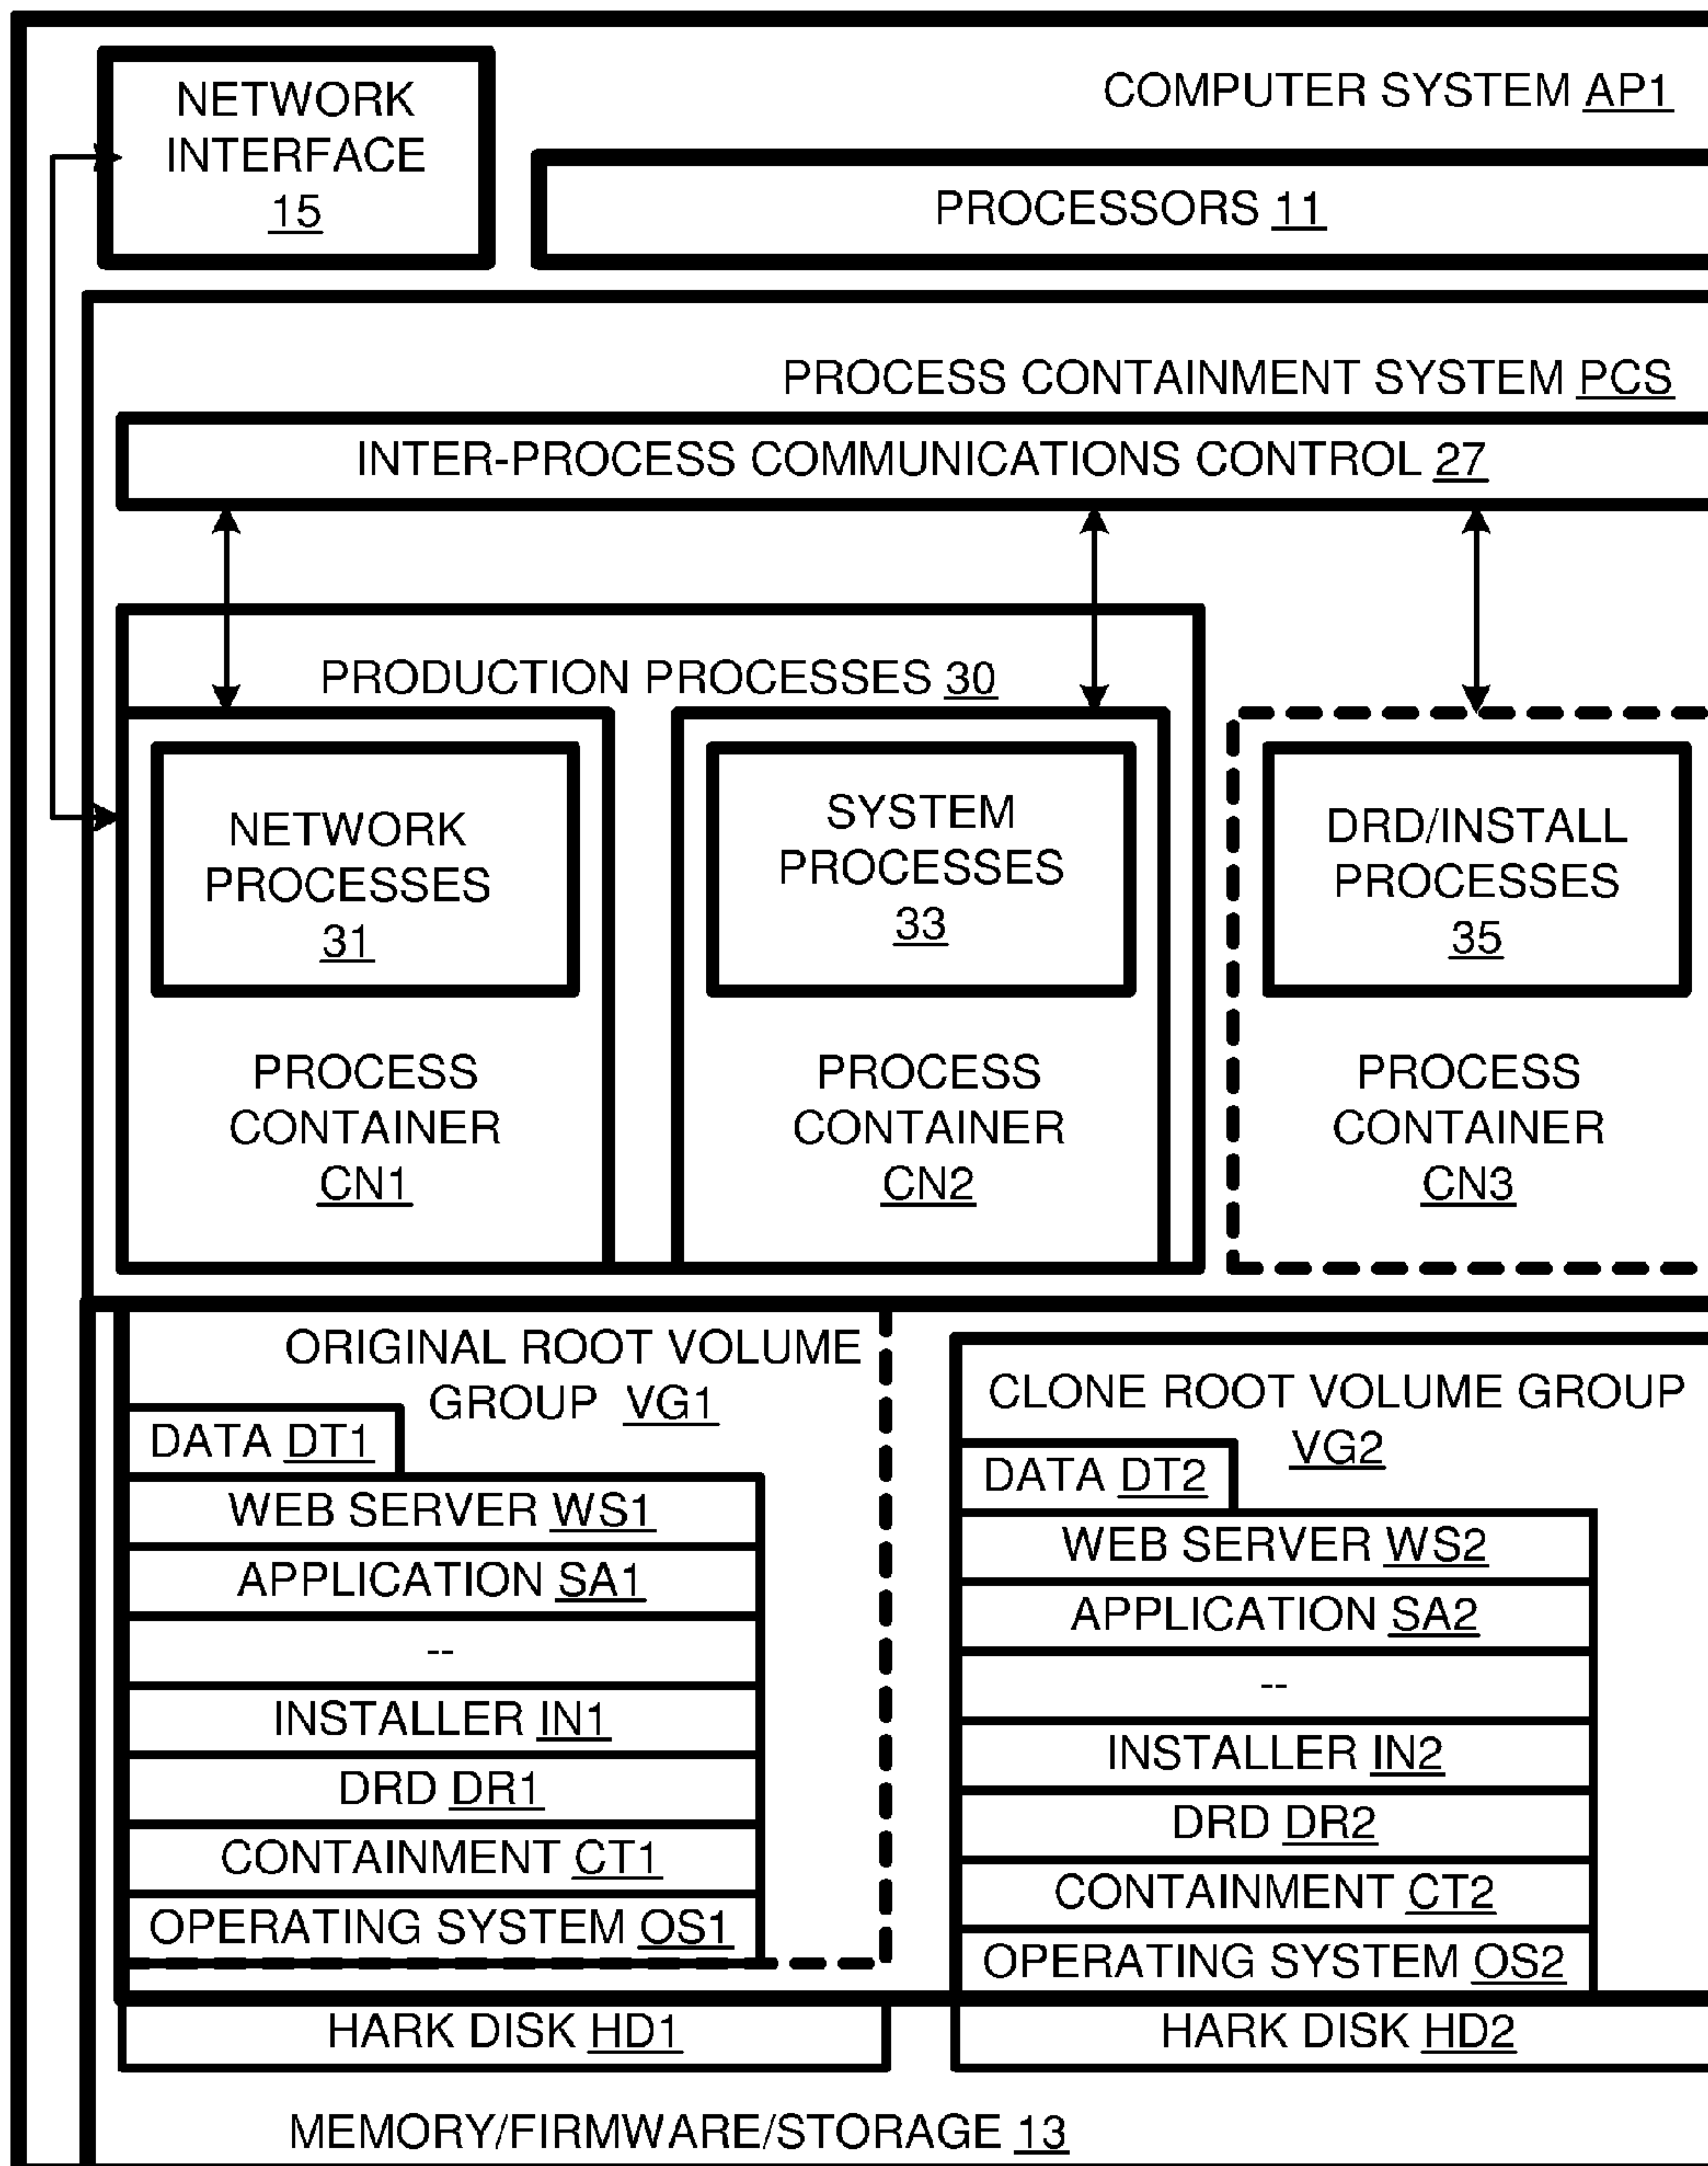 NETWORK
INTERFACE
15
COMPUTER SYSTEM AP1
PROCESSORS 11
PROCESS CONTAINMENT SYSTEM PCS
INTER-PROCESS COMMUNICATIONS CONTROL 27
PRODUCTION PROCESSES 30
NETWORK
PROCESSES
31
PROCESS
CONTAINER
CN1
SYSTEM
PROCESSES
33
PROCESS
CONTAINER
CN2
DRD/INSTALL
PROCESSES
35
PROCESS
CONTAINER
CN3
ORIGINAL ROOT VOLUME
GROUP VG1
DATA DT1
WEB SERVER WS1
APPLICATION SA1
--
INSTALLER IN1
DRD DR1
CONTAINMENT CT1
OPERATING SYSTEM OS1
HARK DISK HD1
CLONE ROOT VOLUME GROUP
VG2
DATA DT2
WEB SERVER WS2
APPLICATION SA2
--
INSTALLER IN2
DRD DR2
CONTAINMENT CT2
OPERATING SYSTEM OS2
HARK DISK HD2
MEMORY/FIRMWARE/STORAGE 13